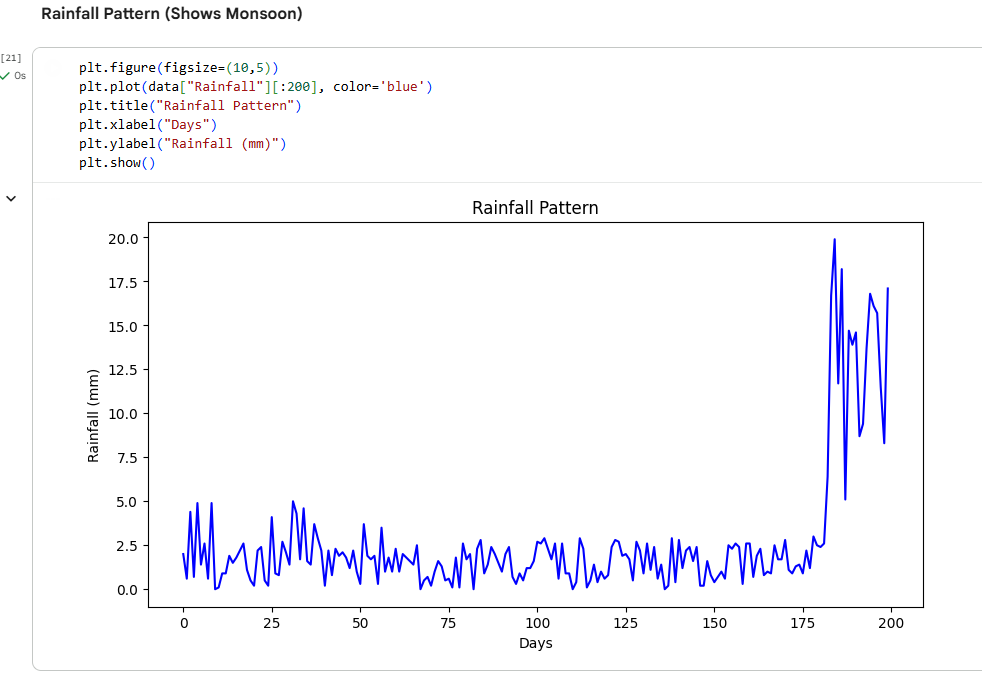 Rainfall Pattern (Shows Monsoon)
[21]
0s
plt.figure(figsize=(10,5))
plt.plot(data["Rainfall"][:200], color='blue')
plt.title("Rainfall Pattern")
plt.xlabel("Days")
plt.ylabel("Rainfall (mm)")
plt.show()
Rainfall Pattern
20.0
17.5
15.0
12.5
10.0
7.5
5.0
2.5
0.0
Rainfall (mm)
0 25 50 75 100 125 150 175 200
Days